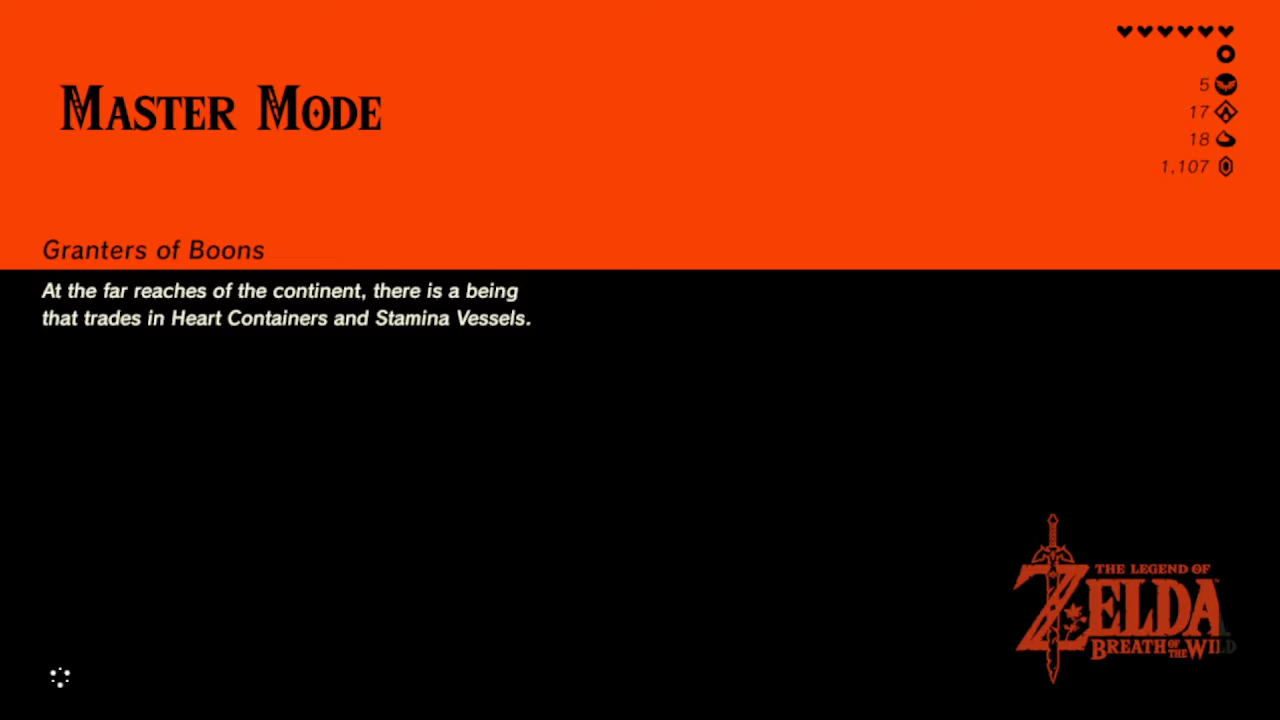 MASTER MODE
5
17
18
1,107
Granters of Boons
At the far reaches of the continent, there is a being
that trades in Heart Containers and Stamina Vessels.
THE LEGEND OF
ZELDA
BREATH OF THE WILD